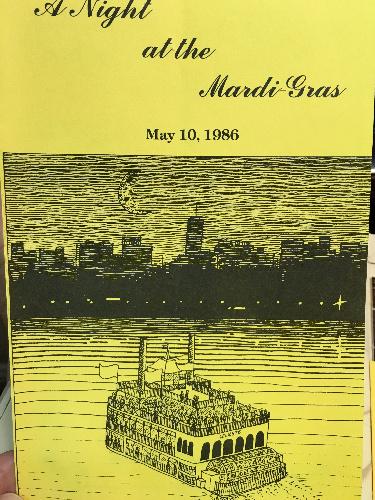 A Night
at the
Mardi-Gras
May 10, 1986